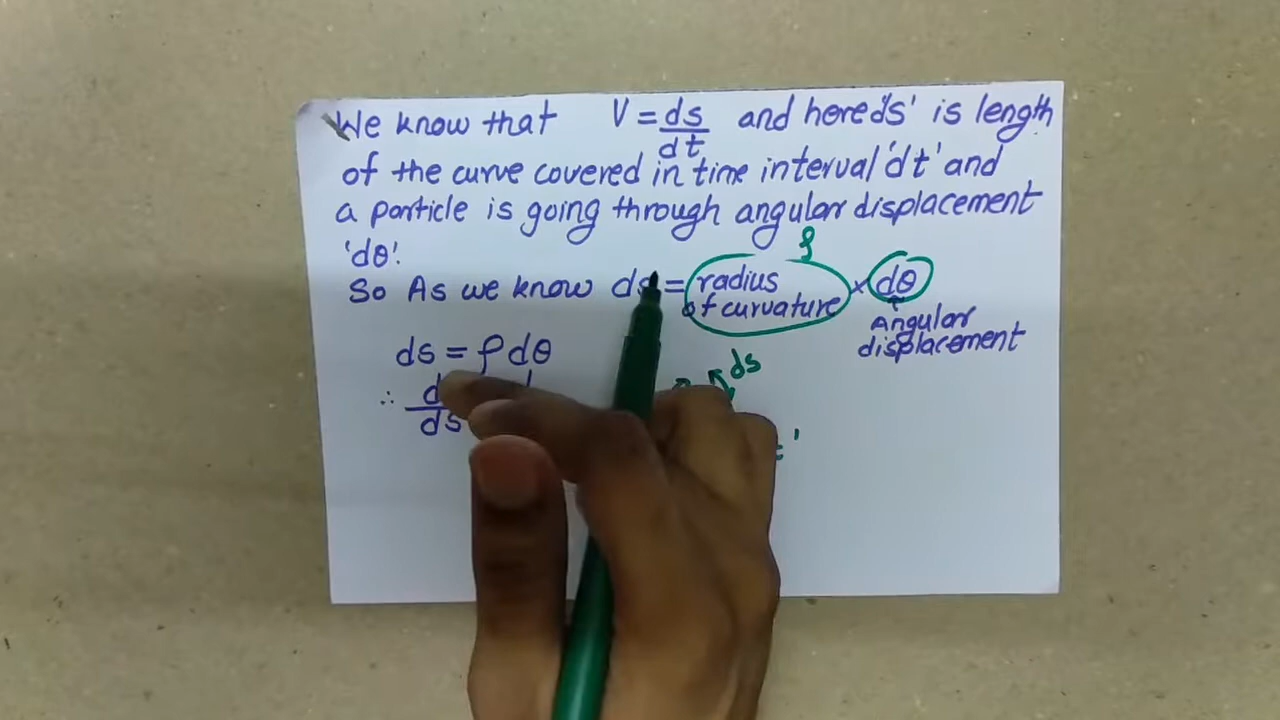 We know that V = ds/dt and here 'ds' is length
of the curve covered in time interval 'dt' and
a particle is going through angular displacement
'dθ'.
So As we know ds = radius of curvature × dθ
ρ
Angular
displacement
ds = ρ dθ
ds
∴ ds